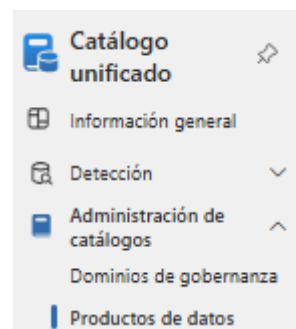 Catálogo
unificado
Información general
Detección
Administración de
catálogos
Dominios de gobernanza
Productos de datos